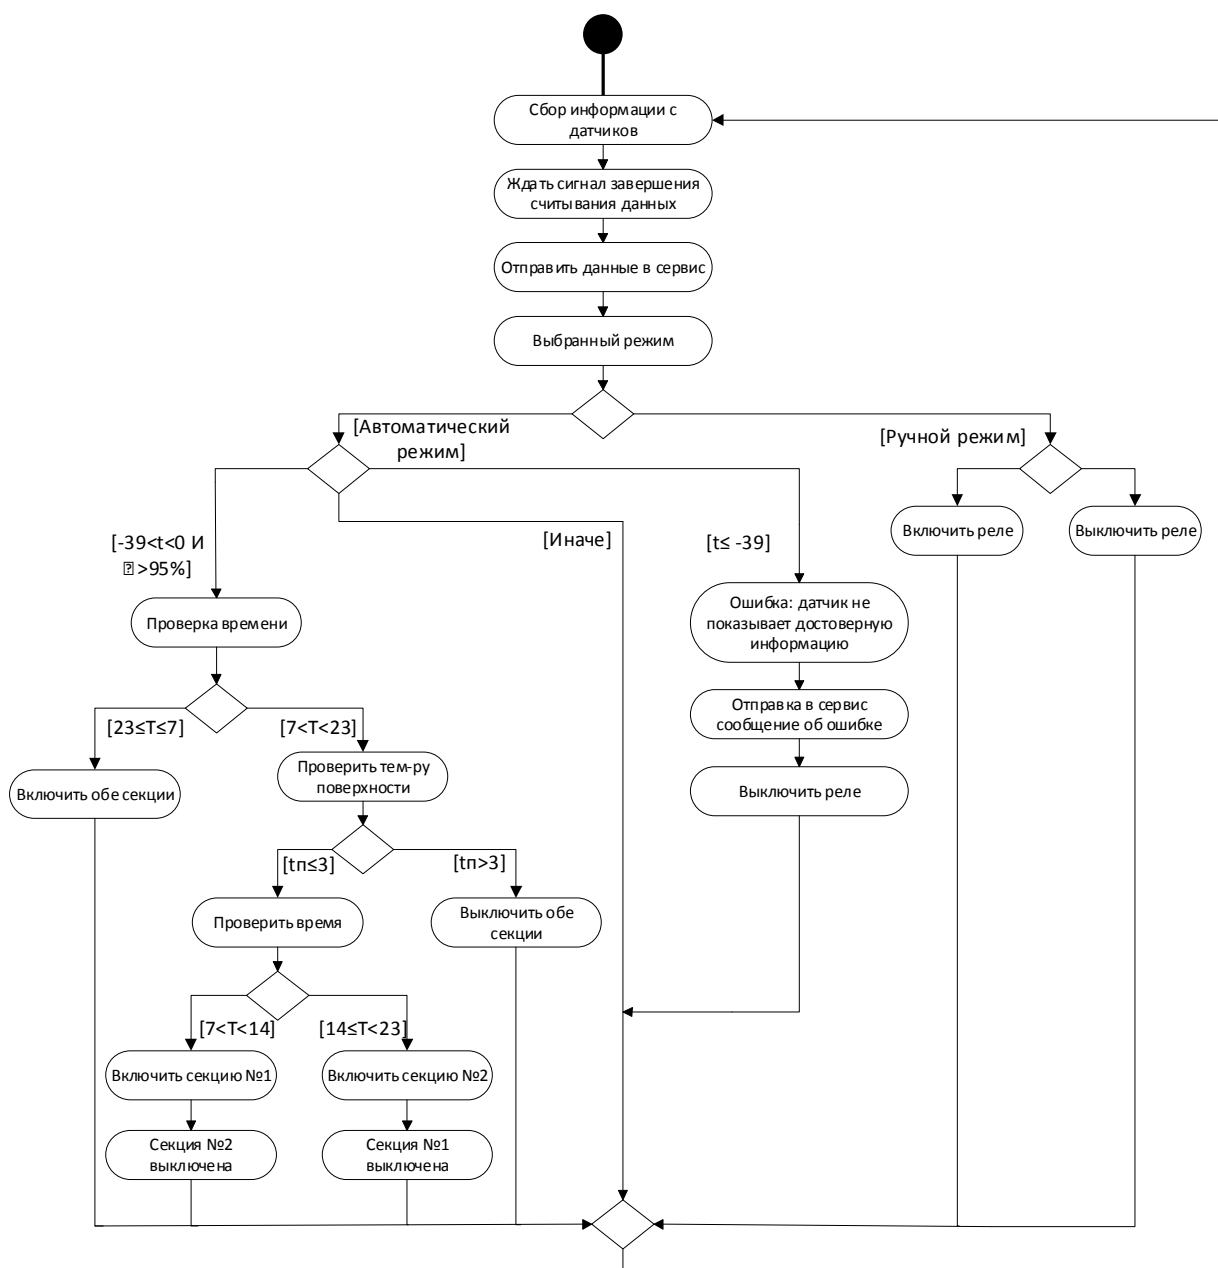 Сбор информации с
датчиков
Ждать сигнал завершения
считывания данных
Отправить данные в сервис
Выбранный режим
[Автоматический
режим]
[Ручной режим]
[-39<t<0 И
>95%]
[Иначе]
[t≤ -39]
Включить реле
Выключить реле
Проверка времени
Ошибка: датчик не
показывает достоверную
информацию
[23≤T≤7]
[7<T<23]
Отправка в сервис
сообщение об ошибке
Включить обе секции
Проверить тем-ру
поверхности
Выключить реле
[tп≤3]
[tп>3]
Проверить время
Выключить обе
секции
[7<T<14]
[14≤T<23]
Включить секцию №1
Включить секцию №2
Секция №2
выключена
Секция №1
выключена